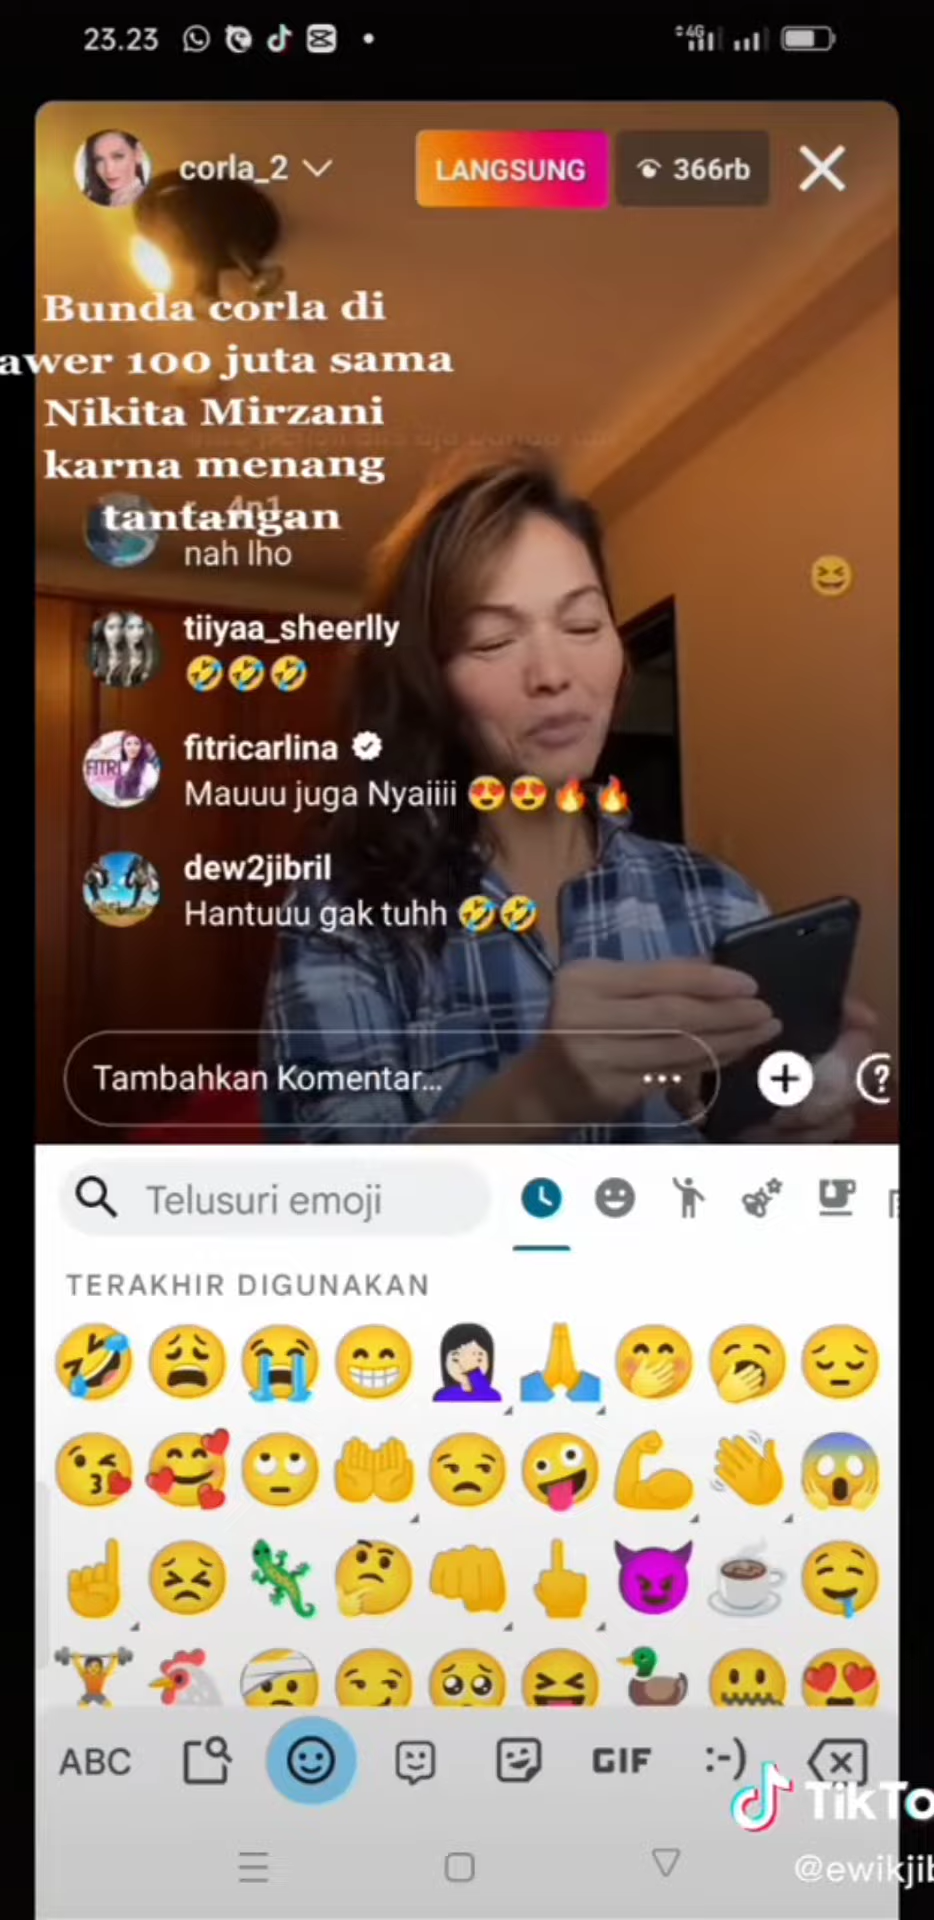 23.23
4G
corla_2
LANGSUNG
366rb
Bunda corla di
awer 100 juta sama
Nikita Mirzani
karna menang
tantangan
nah lho
tiiyaa_sheerlly
fitricarlina
FITRI
Mauuu juga Nyaiiii
dew2jibril
Hantuuu gak tuhh
Tambahkan Komentar...
Telusuri emoji
TERAKHIR DIGUNAKAN
ABC
GIF
:-)
TikTo
@ewikjib